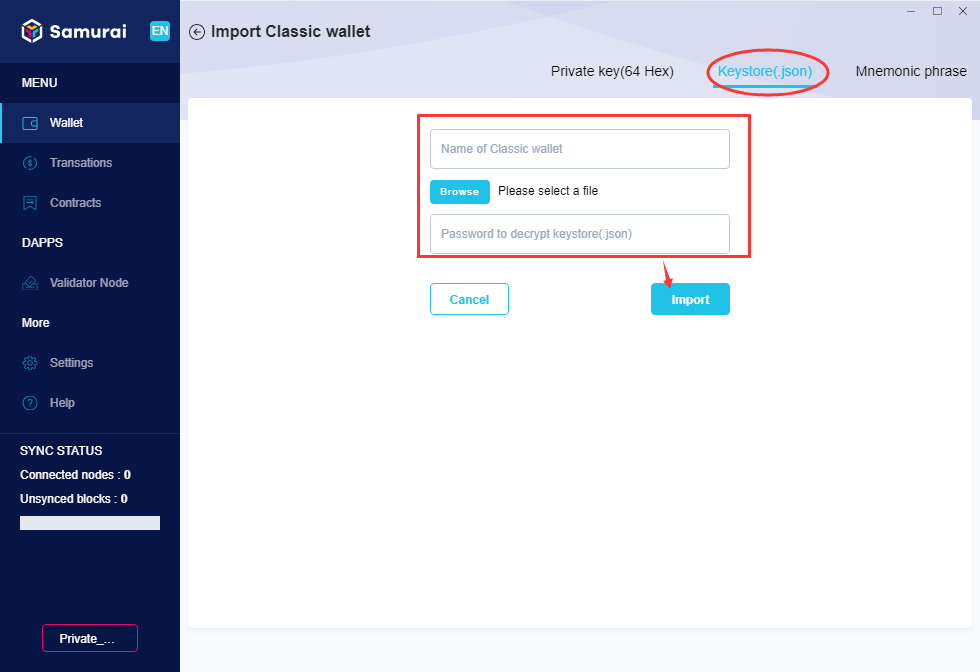 Samurai EN
MENU
Wallet
Transations
Contracts
DAPPS
Validator Node
More
Settings
Help
SYNC STATUS
Connected nodes : 0
Unsynced blocks : 0
Private_...
Import Classic wallet
Private key(64 Hex) Keystore(.json) Mnemonic phrase
Name of Classic wallet
Browse Please select a file
Password to decrypt keystore(.json)
Cancel Import